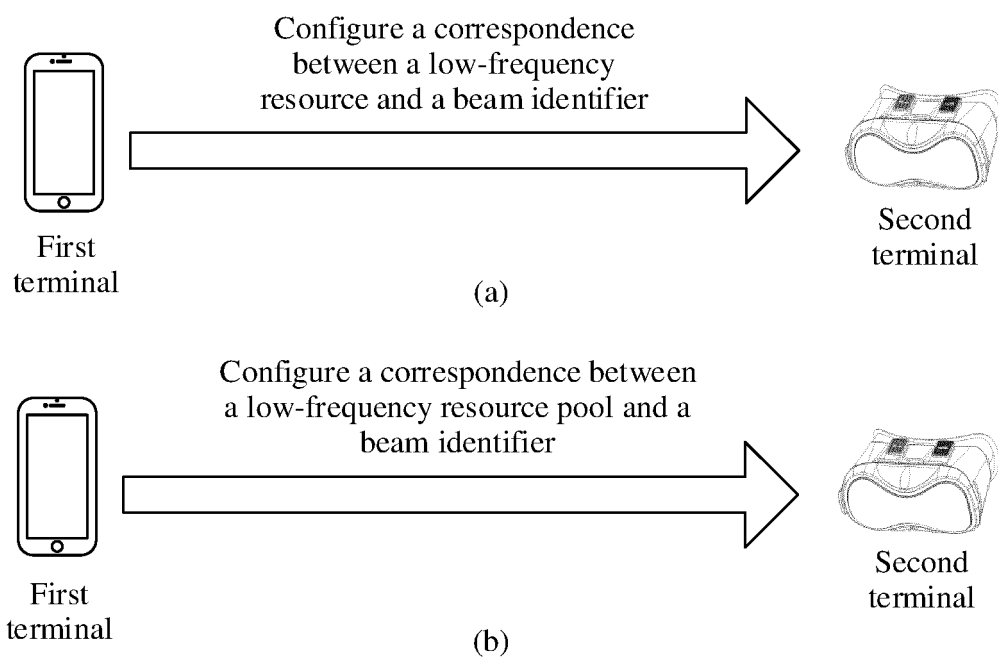 Configure a correspondence
between a low-frequency
resource and a beam identifier
First
terminal
Second
terminal
(a)
Configure a correspondence between
a low-frequency resource pool and a
beam identifier
First
terminal
Second
terminal
(b)